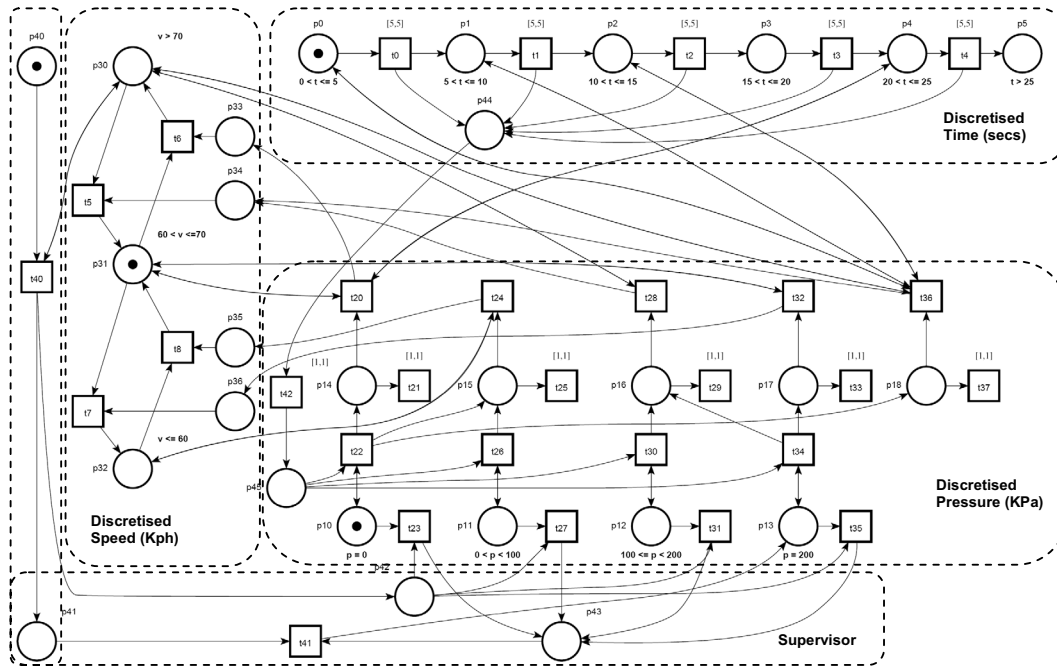 p0 [5,5] p1 [5,5] p2 [5,5] p3 [5,5] p4 [5,5] p5
p40 v > 70
p30
t0 t1 t2 t3 t4
0 < t <= 5 5 < t <= 10 10 < t <= 15 15 < t <= 20 20 < t <= 25 t > 25
p44
p33
t6
Discretised
Time (secs)
p34
t5
60 < v <=70
p31
t40
t20 t24 t28 t32 t36
p35
t8
[1,1] [1,1] [1,1] [1,1] [1,1] [1,1]
p36
t42 p14 t21 p15 t25 p16 t29 p17 t33 p18 t37
t7
v <= 60
p32
t22 t26 t30 t34
p45
Discretised
Pressure (KPa)
Discretised
Speed (Kph)
p10 t23 p11 t27 p12 t31 p13 t35
p = 0 0 < p < 100 100 <= p < 200 p = 200
p42
p41 p43
t41
Supervisor